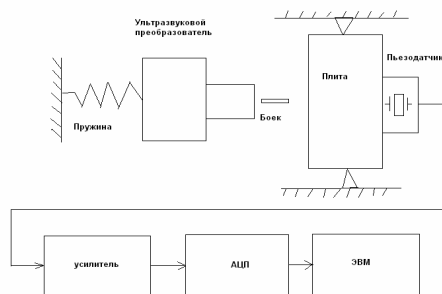 Ультразвуковой
преобразователь
Плита
Пьезодатчик
Боек
Пружина
усилитель
АЦП
ЭВМ